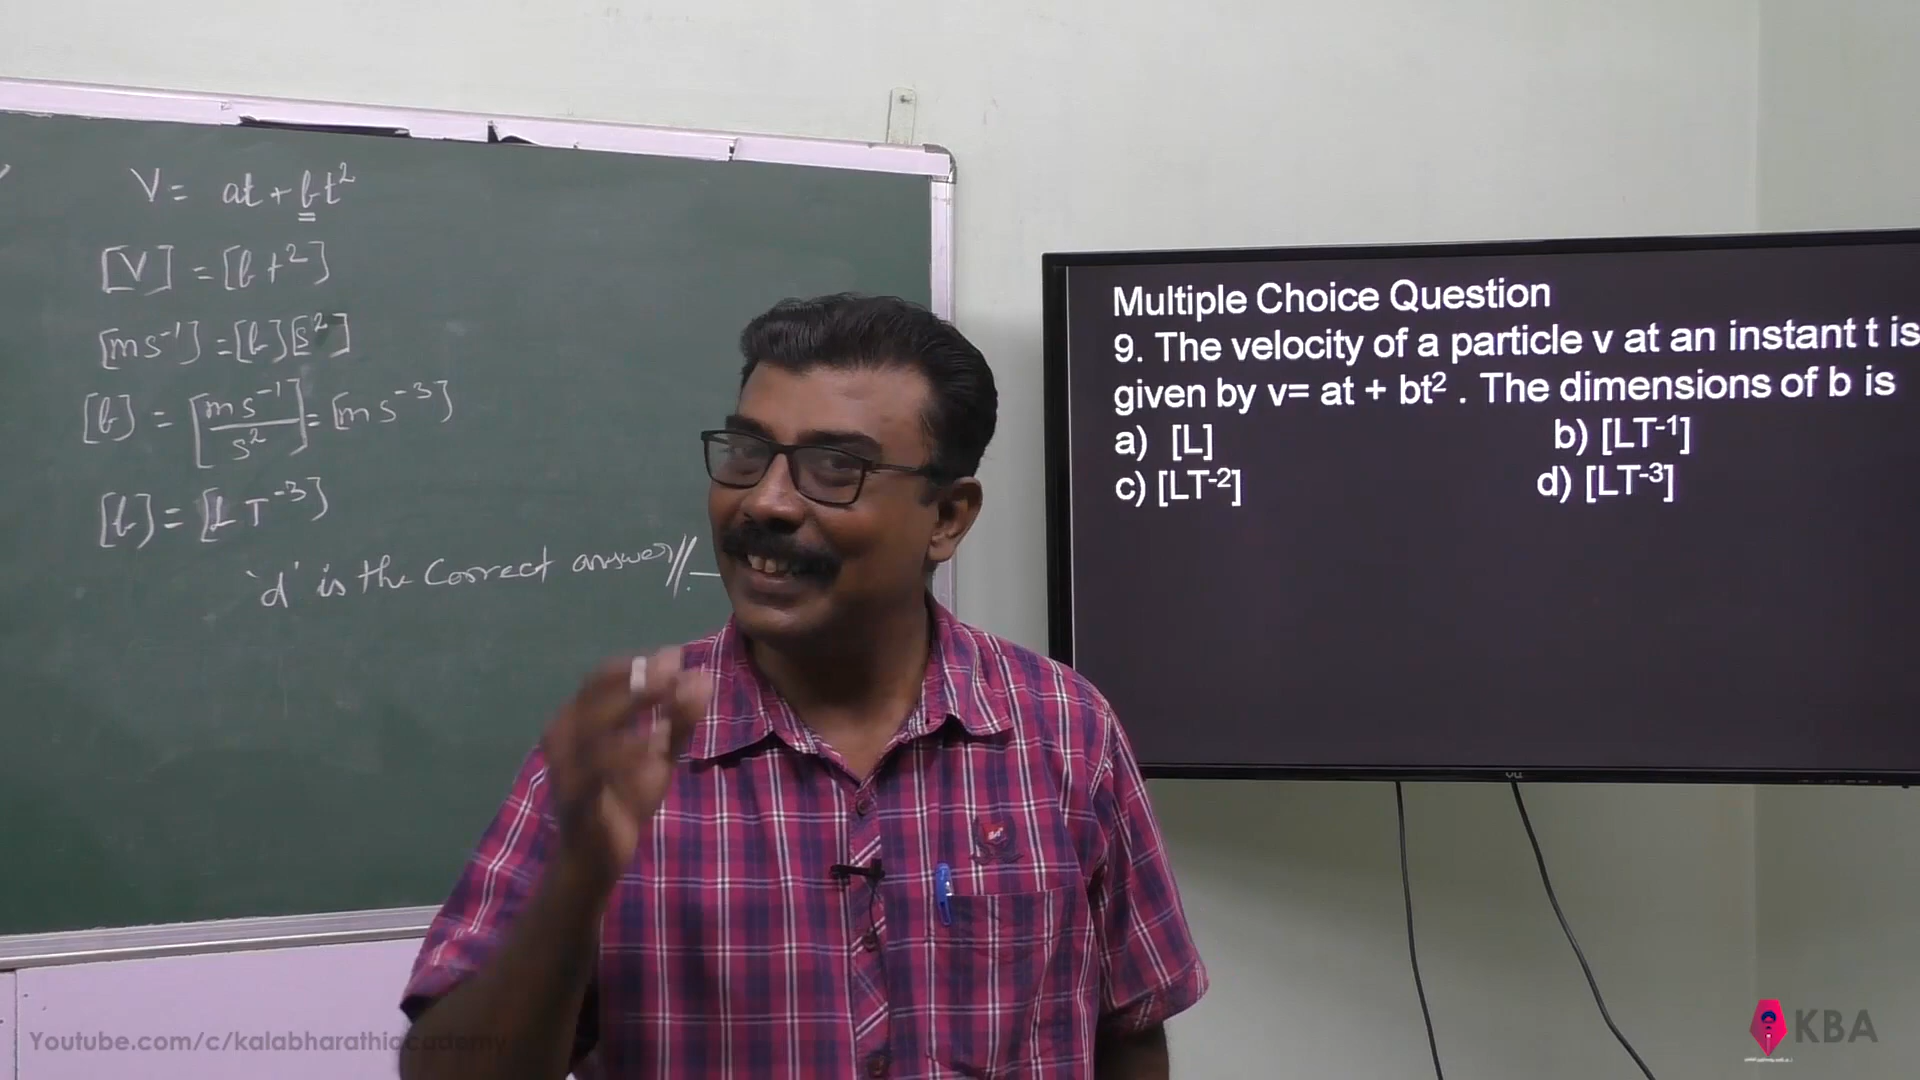 V = at + bt²
[V] = [b t²]
[ms⁻¹] = [b][s²]
[b] = [ms⁻¹/s²] = [ms⁻³]
[b] = [LT⁻³]
'd' is the correct answer//
Multiple Choice Question
9. The velocity of a particle v at an instant t is
given by v= at + bt² . The dimensions of b is
a) [L] b) [LT⁻¹]
c) [LT⁻²] d) [LT⁻³]
Youtube.com/c/kalabharathiacademy
KBA